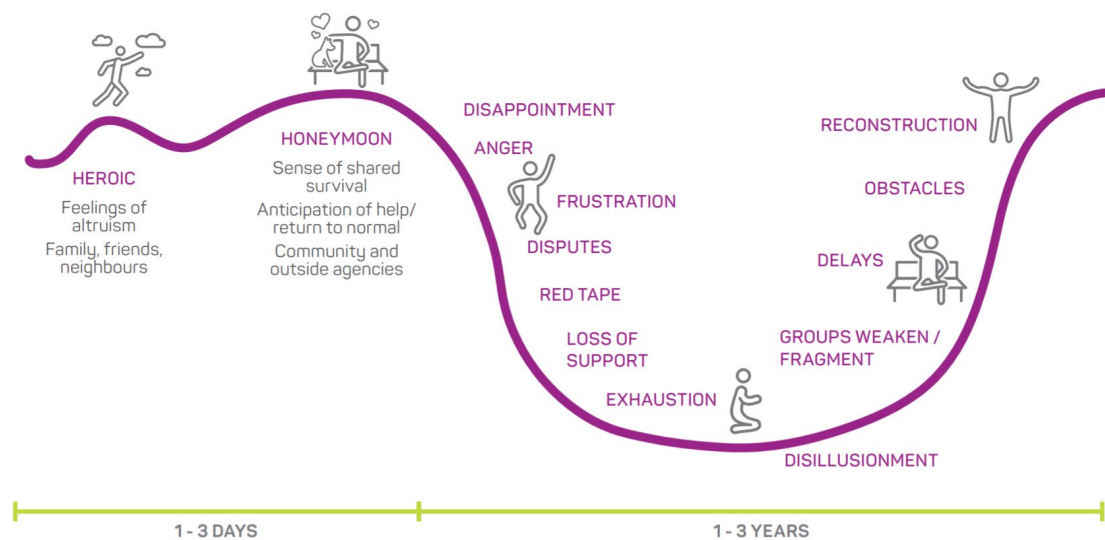 HEROIC
Feelings of
altruism
Family, friends,
neighbours
HONEYMOON
Sense of shared
survival
Anticipation of help/
return to normal
Community and
outside agencies
DISAPPOINTMENT
ANGER
FRUSTRATION
DISPUTES
RED TAPE
LOSS OF
SUPPORT
EXHAUSTION
DISILLUSIONMENT
GROUPS WEAKEN /
FRAGMENT
DELAYS
OBSTACLES
RECONSTRUCTION
1 - 3 DAYS
1 - 3 YEARS